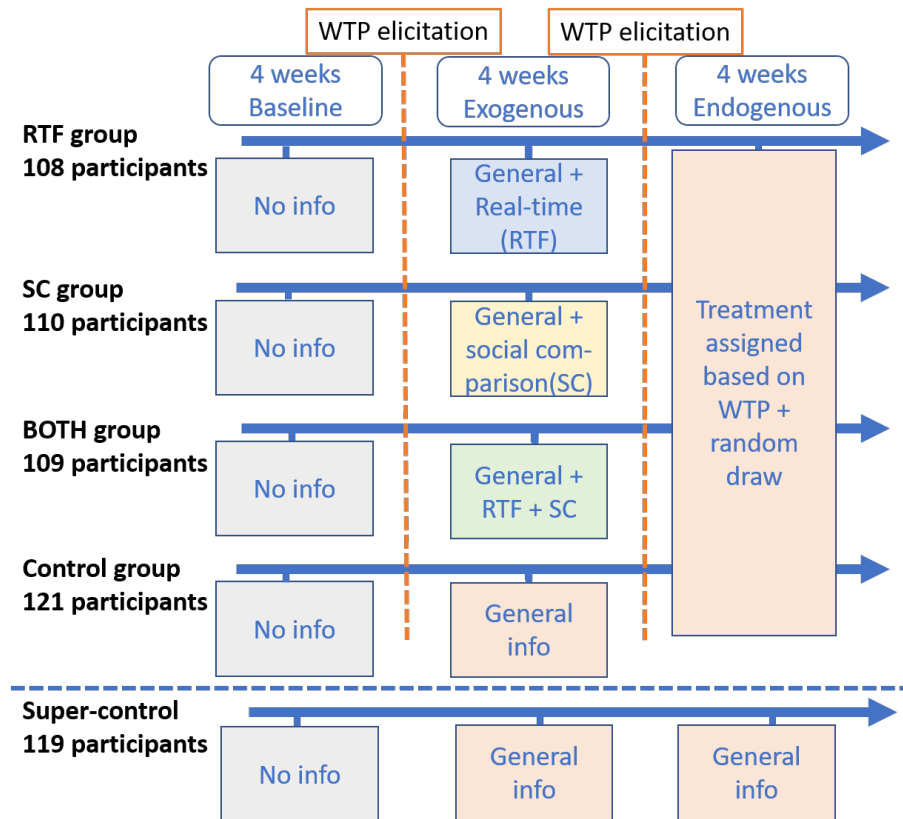 WTP elicitation
WTP elicitation
4 weeks
Baseline
4 weeks
Exogenous
4 weeks
Endogenous
RTF group
108 participants
No info
General +
Real-time
(RTF)
SC group
110 participants
No info
General +
social com-
parison(SC)
Treatment
assigned
based on
WTP +
random
draw
BOTH group
109 participants
No info
General +
RTF + SC
Control group
121 participants
No info
General
info
Super-control
119 participants
No info
General
info
General
info